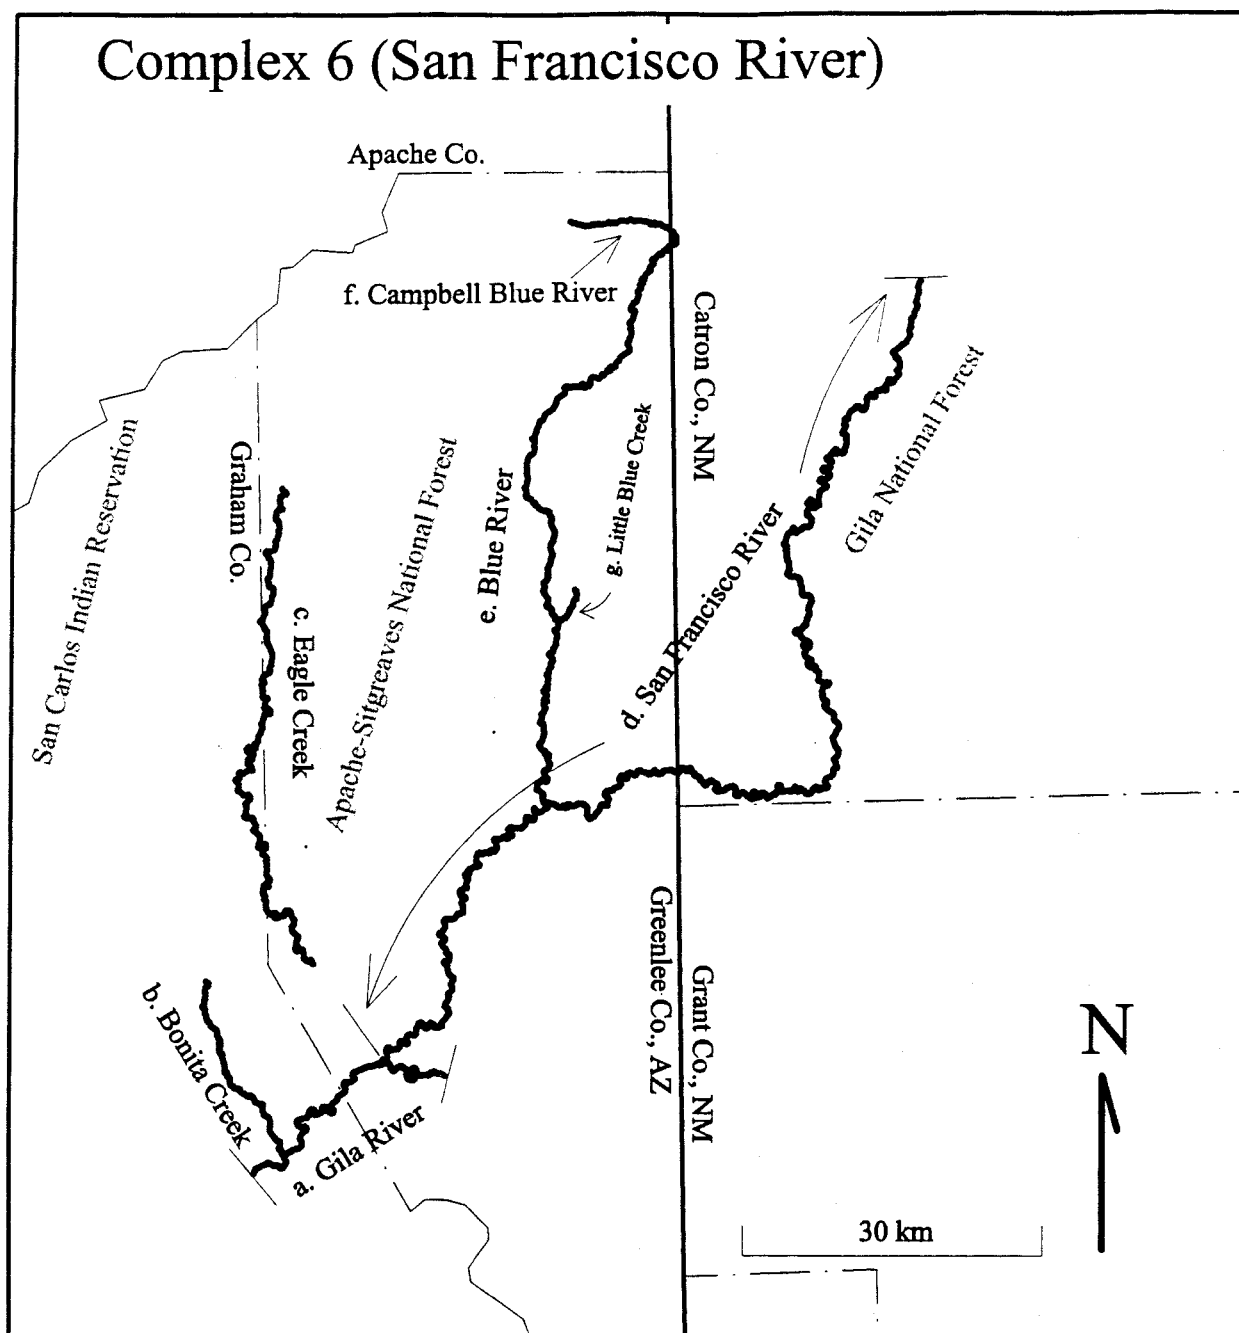 Complex 6 (San Francisco River)
Apache Co.
f. Campbell Blue River
Catron Co., NM
Gila National Forest
g. Little Blue Creek
San Carlos Indian Reservation
Graham Co.
Apache-Sitgreaves National Forest
e. Blue River
d. San Francisco River
c. Eagle Creek
Greenlee Co., AZ
Grant Co., NM
b. Bonita Creek
a. Gila River
N
30 km